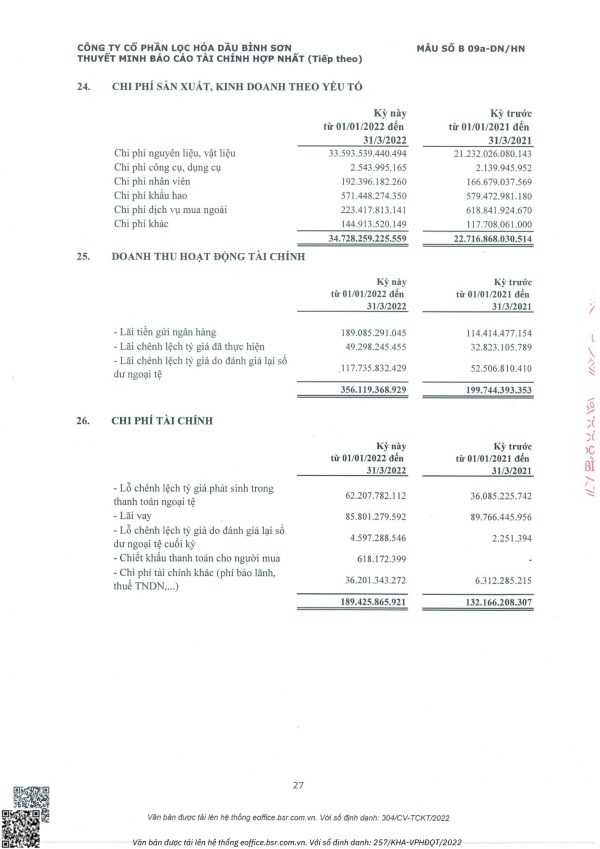 CÔNG TY CỔ PHẦN LỌC HÓA DẦU BÌNH SƠN MẪU SỐ B 09a-DN/HN
THUYẾT MINH BÁO CÁO TÀI CHÍNH HỢP NHẤT (Tiếp theo)
24. CHI PHÍ SẢN XUẤT, KINH DOANH THEO YẾU TỐ
Kỳ này Kỳ trước
từ 01/01/2022 đến từ 01/01/2021 đến
31/3/2022 31/3/2021
Chi phí nguyên liệu, vật liệu 33.593.539.440.494 21.232.026.080.143
Chi phí công cụ, dụng cụ 2.543.995.165 2.139.945.952
Chi phí nhân viên 192.396.182.260 166.679.037.569
Chi phí khấu hao 571.448.274.350 579.472.981.180
Chi phí dịch vụ mua ngoài 223.417.813.141 618.841.924.670
Chi phí khác 144.913.520.149 117.708.061.000
34.728.259.225.559 22.716.868.030.514
25. DOANH THU HOẠT ĐỘNG TÀI CHÍNH
Kỳ này Kỳ trước
từ 01/01/2022 đến từ 01/01/2021 đến
31/3/2022 31/3/2021
- Lãi tiền gửi ngân hàng 189.085.291.045 114.414.477.154
- Lãi chênh lệch tỷ giá đã thực hiện 49.298.245.455 32.823.105.789
- Lãi chênh lệch tỷ giá do đánh giá lại số
dư ngoại tệ 117.735.832.429 52.506.810.410
356.119.368.929 199.744.393.353
26. CHI PHÍ TÀI CHÍNH
Kỳ này Kỳ trước
từ 01/01/2022 đến từ 01/01/2021 đến
31/3/2022 31/3/2021
- Lỗ chênh lệch tỷ giá phát sinh trong
thanh toán ngoại tệ 62.207.782.112 36.085.225.742
- Lãi vay 85.801.279.592 89.766.445.956
- Lỗ chênh lệch tỷ giá do đánh giá lại số
dư ngoại tệ cuối kỳ 4.597.288.546 2.251.394
- Chiết khấu thanh toán cho người mua 618.172.399 -
- Chi phí tài chính khác (phí bảo lãnh,
thuế TNDN,...) 36.201.343.272 6.312.285.215
189.425.865.921 132.166.208.307
27
Văn bản được tải lên hệ thống eoffice.bsr.com.vn. Với số định danh: 304/CV-TCKT/2022
Văn bản được tải lên hệ thống eoffice.bsr.com.vn. Với số định danh: 257/KHA-VPHĐQT/2022